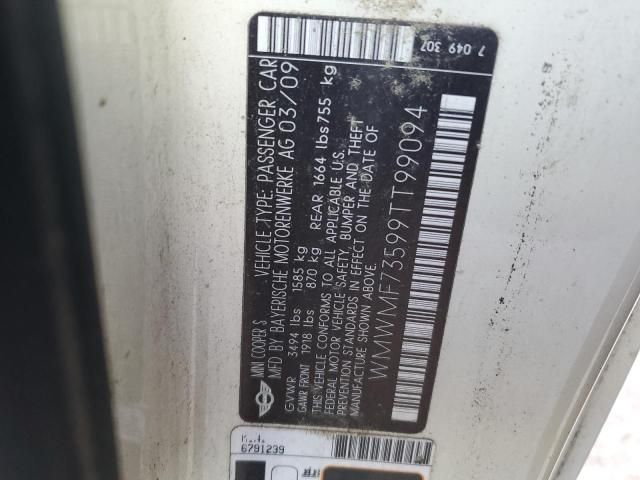 MINI COOPER S VEHICLE TYPE: PASSENGER CAR
MFD BY BAYERISCHE MOTORENWERKE AG 03/09
GVWR 3494 lbs 1585 kg
GAWR FRONT 1918 lbs 870 kg REAR 1664 lbs 755 kg
THIS VEHICLE CONFORMS TO ALL APPLICABLE U.S.
FEDERAL MOTOR VEHICLE SAFETY, BUMPER AND THEFT
PREVENTION STANDARDS IN EFFECT ON THE DATE OF
MANUFACTURE SHOWN ABOVE.
WMWMF73599TT99094
7 049 307
6791239